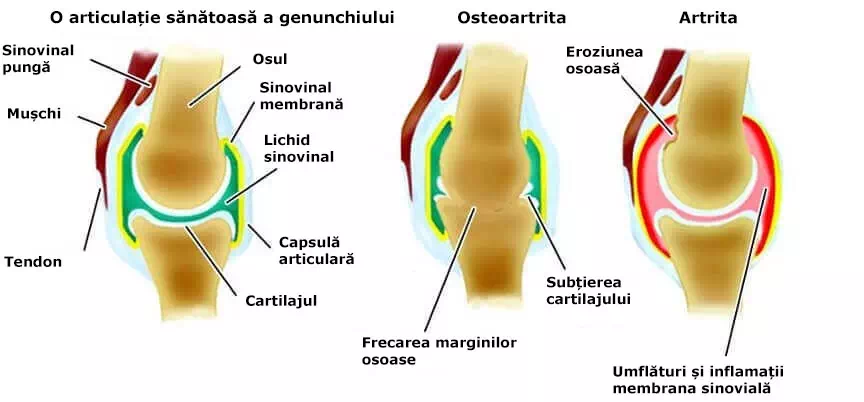 O articulație sănătoasă a genunchiului
Osteoartrita
Artrita
Sinovinal
pungă
Osul
Sinovinal
membrană
Mușchi
Lichid
sinovinal
Tendon
Capsulă
articulară
Cartilajul
Subțierea
cartilajului
Frecarea marginilor
osoase
Eroziunea
osoasă
Umflături și inflamații
membrana sinovială